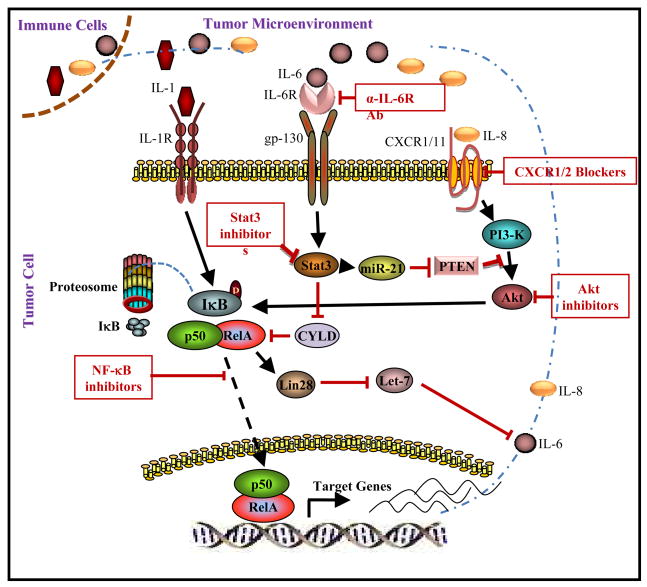 Immune Cells
Tumor Microenvironment
IL-1
IL-6
IL-6R
α-IL-6R
Ab
IL-1R
gp-130
CXCR1/11
IL-8
CXCR1/2 Blockers
Stat3
inhibitor
s
PI3-K
Stat3
miR-21
PTEN
Akt
Akt
inhibitors
Tumor Cell
Proteosome
IκB
P
IκB
p50
RelA
CYLD
NF-κB
inhibitors
Lin28
Let-7
IL-8
IL-6
p50
RelA
Target Genes